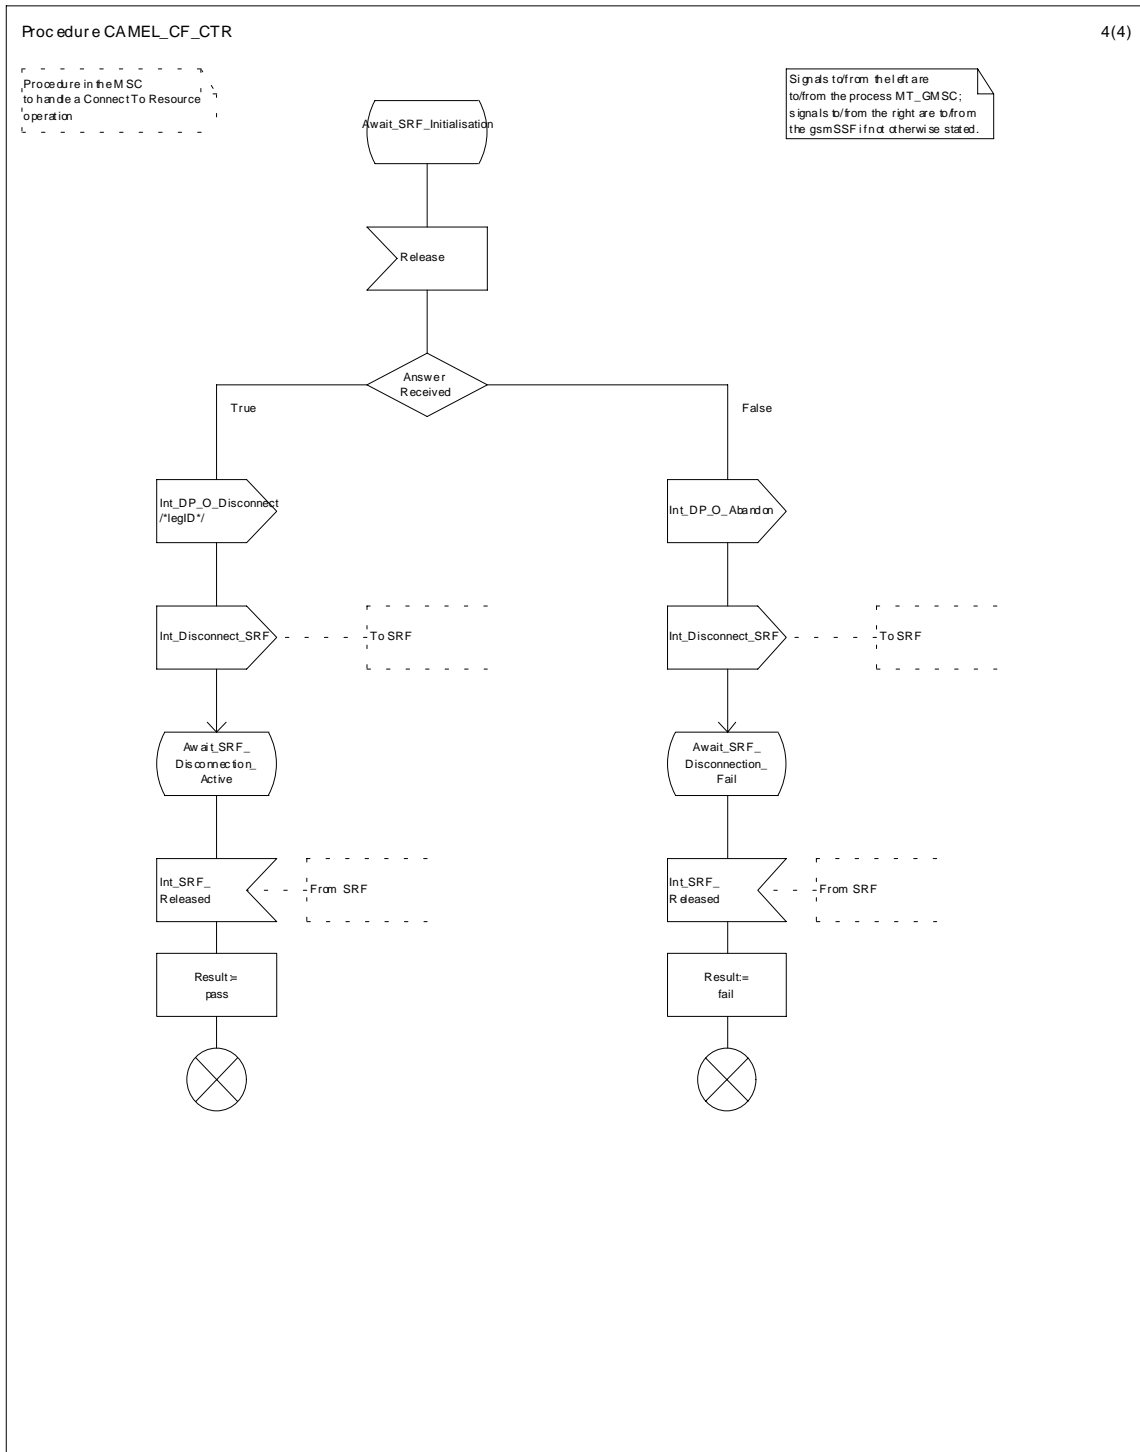 Procedure CAMEL_CF_CTR
4(4)
Procedure in the MSC
to handle a Connect To Resource
operation
Signals to/from the left are
to/from the process MT_GMSC;
signals to/from the right are to/from
the gsmSSF if not otherwise stated.
Await_SRF_Initialisation
Release
Answer
Received
True
False
Int_DP_O_Disconnect
/*legID*/
Int_DP_O_Abandon
Int_Disconnect_SRF
To SRF
Int_Disconnect_SRF
To SRF
Await_SRF_
Disconnection_
Active
Await_SRF_
Disconnection_
Fail
Int_SRF_
Released
From SRF
Int_SRF_
Released
From SRF
Result:=
pass
Result:=
fail